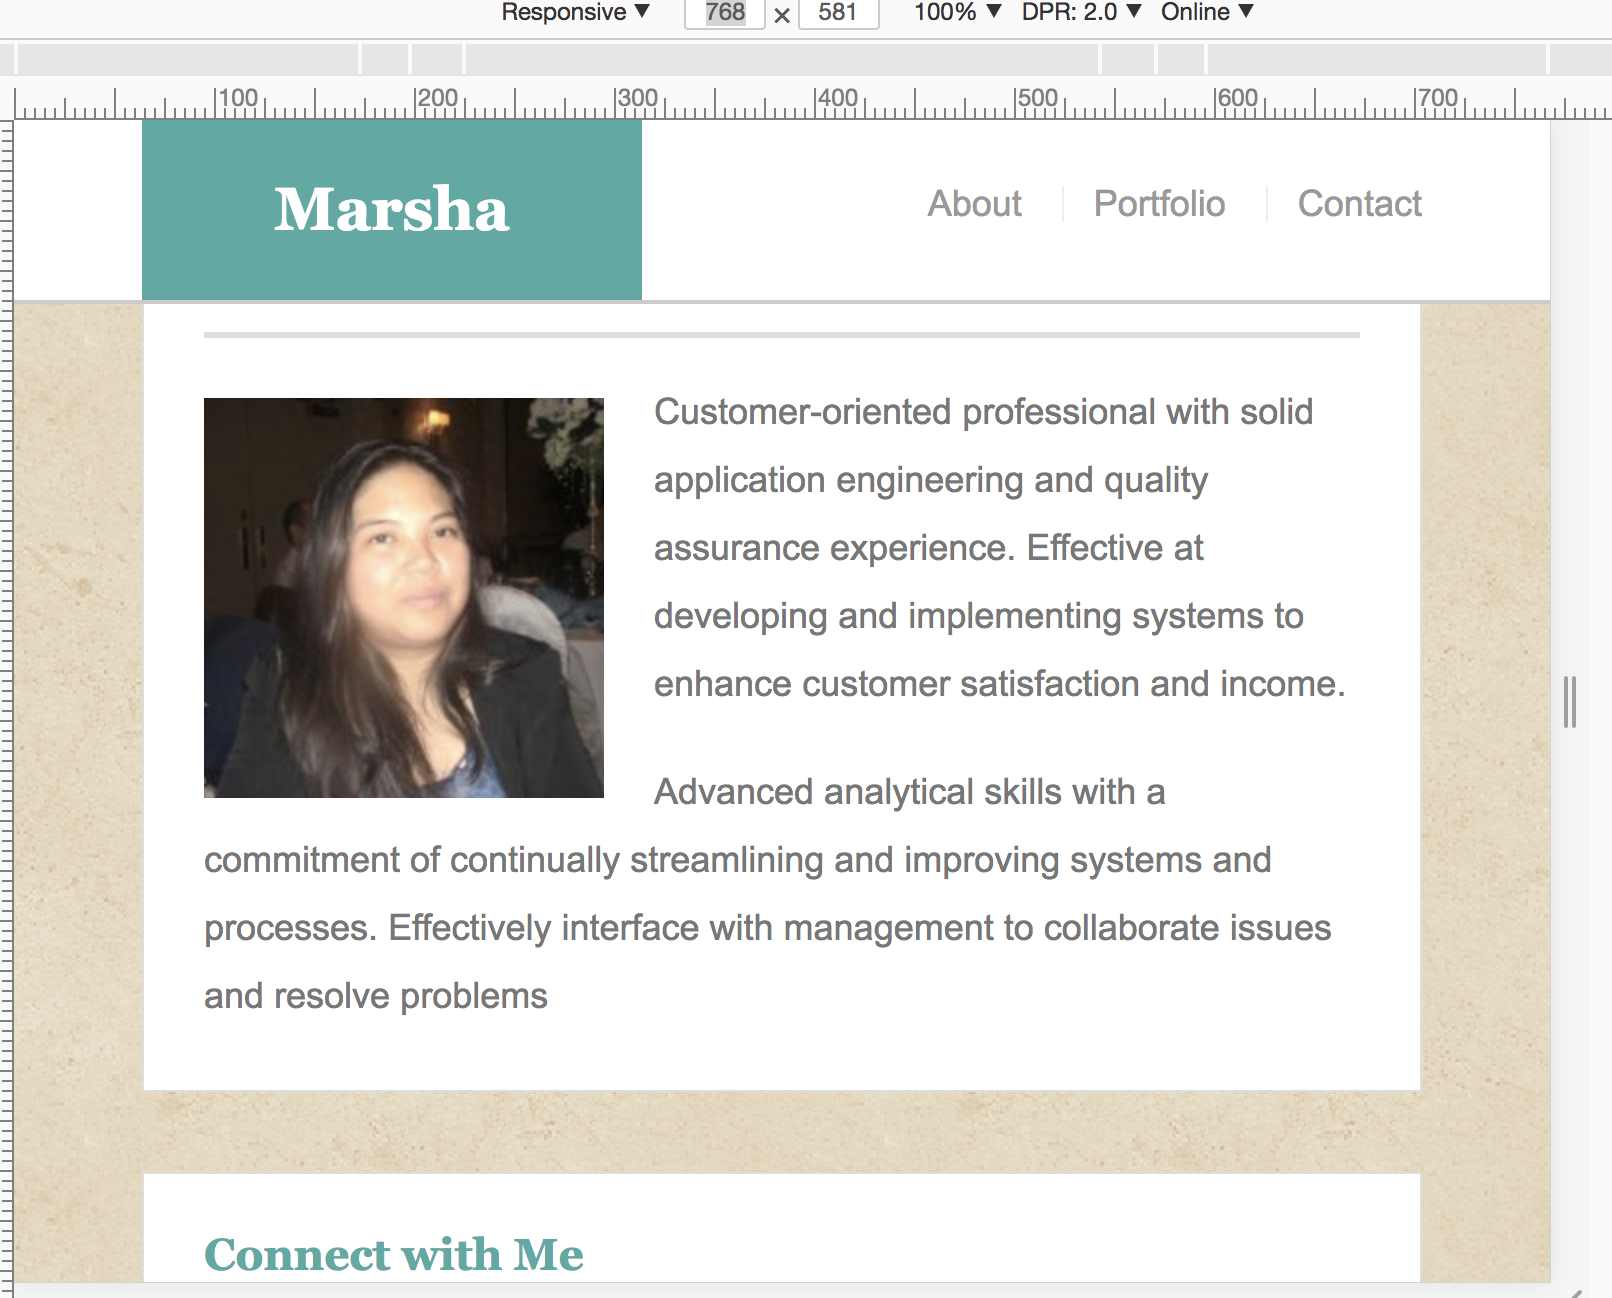 Responsive ▼ 768 × 581 100% ▼ DPR: 2.0 ▼ Online ▼
100 200 300 400 500 600 700
Marsha
About Portfolio Contact
Customer-oriented professional with solid
application engineering and quality
assurance experience. Effective at
developing and implementing systems to
enhance customer satisfaction and income.
Advanced analytical skills with a
commitment of continually streamlining and improving systems and
processes. Effectively interface with management to collaborate issues
and resolve problems
Connect with Me